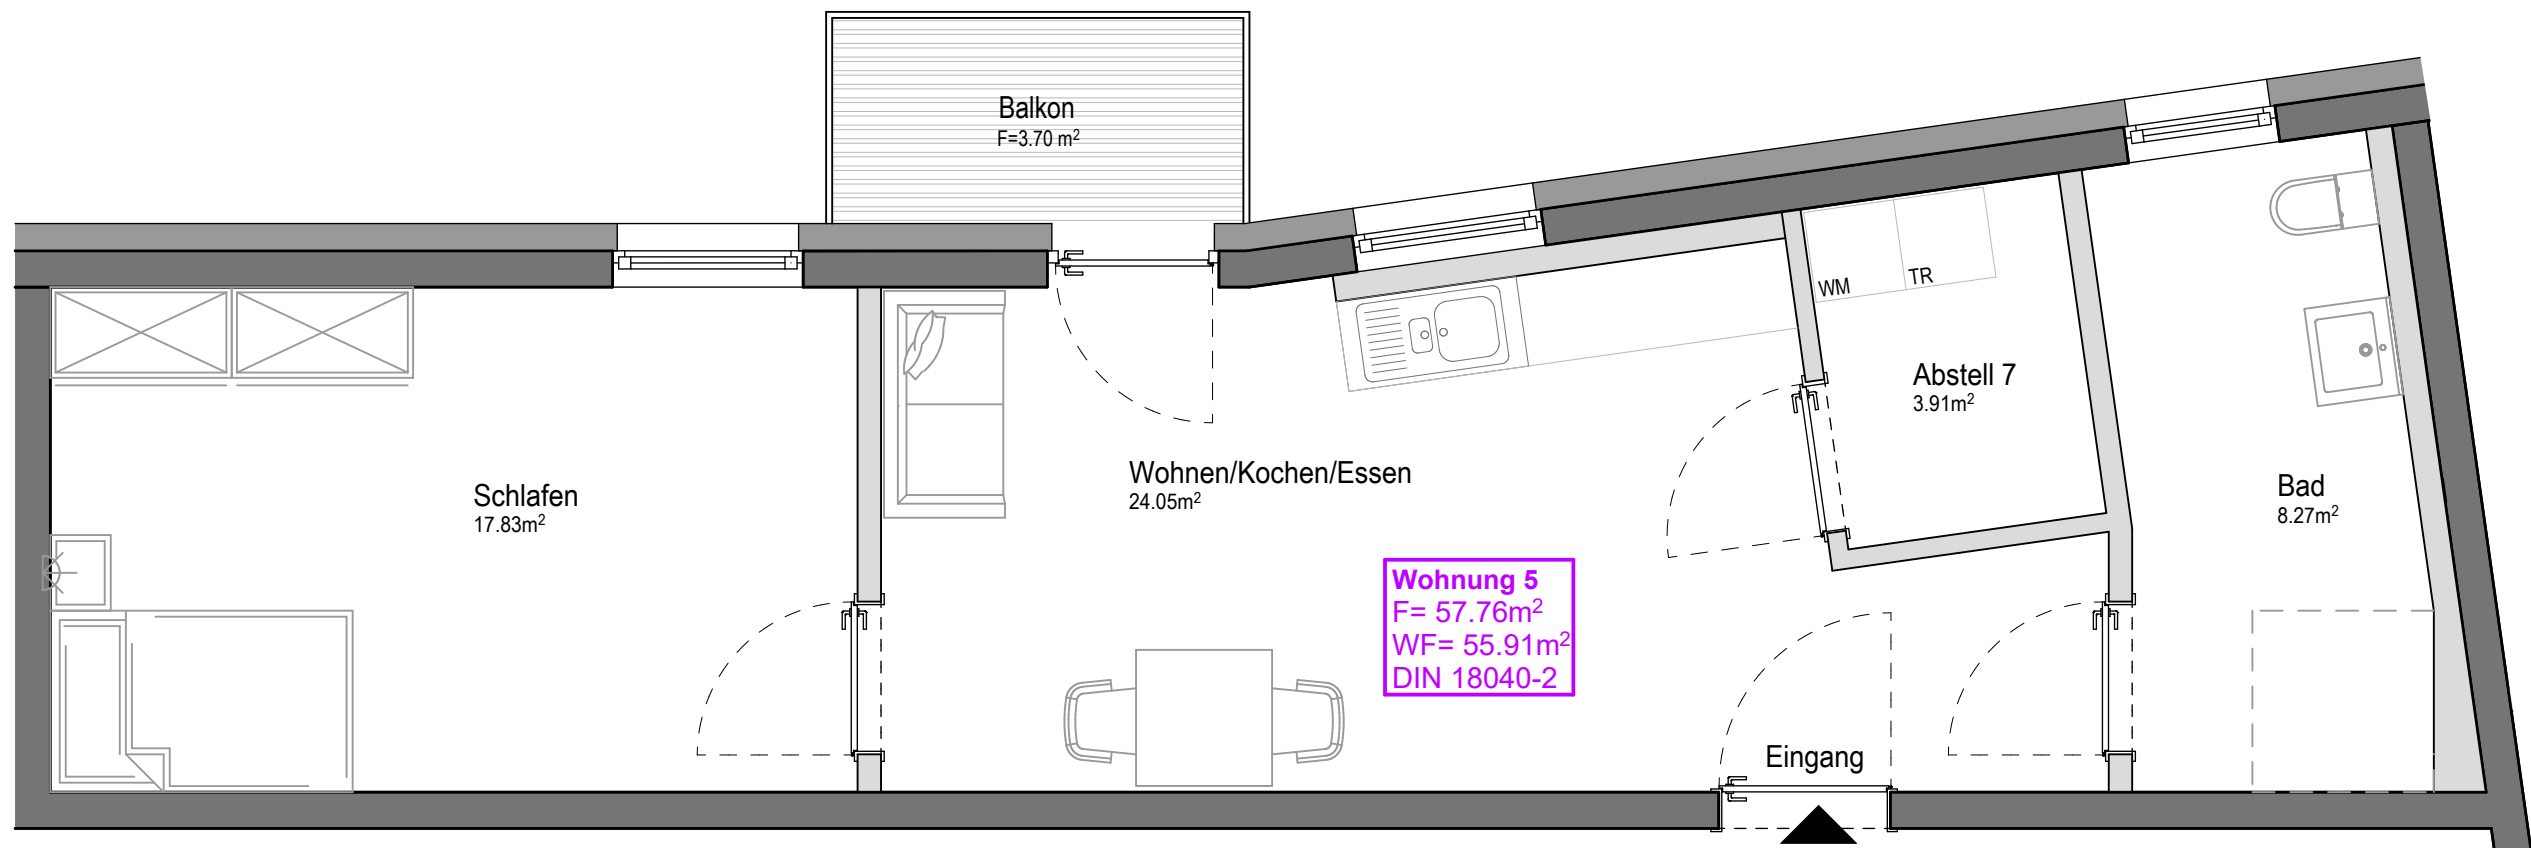 Balkon
F=3.70 m²
WM
TR
Abstell 7
3.91m²
Wohnen/Kochen/Essen
24.05m²
Schlafen
17.83m²
Bad
8.27m²
Wohnung 5
F= 57.76m²
WF= 55.91m²
DIN 18040-2
Eingang